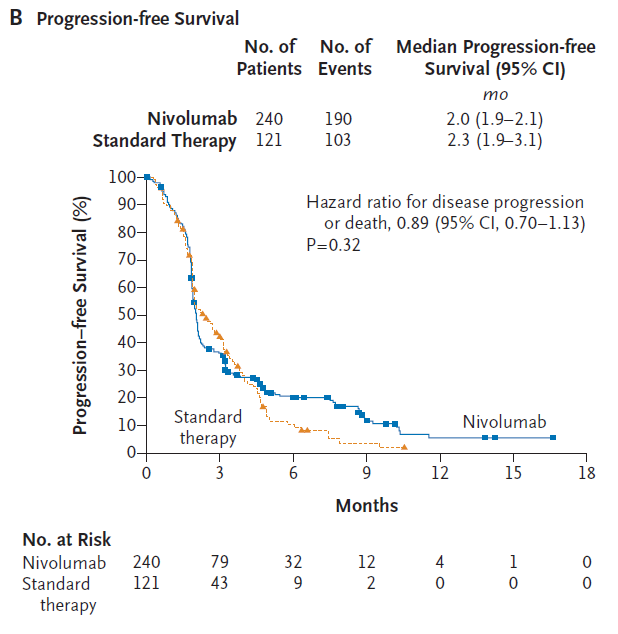 B Progression-free Survival
No. of No. of Median Progression-free
Patients Events Survival (95% CI)
mo
Nivolumab 240 190 2.0 (1.9–2.1)
Standard Therapy 121 103 2.3 (1.9–3.1)
Hazard ratio for disease progression
or death, 0.89 (95% CI, 0.70–1.13)
P=0.32
Progression–free Survival (%)
100
90
80
70
60
50
40
30
20
10
0
Standard
therapy
Nivolumab
0 3 6 9 12 15 18
Months
No. at Risk
Nivolumab 240 79 32 12 4 1 0
Standard 121 43 9 2 0 0 0
therapy